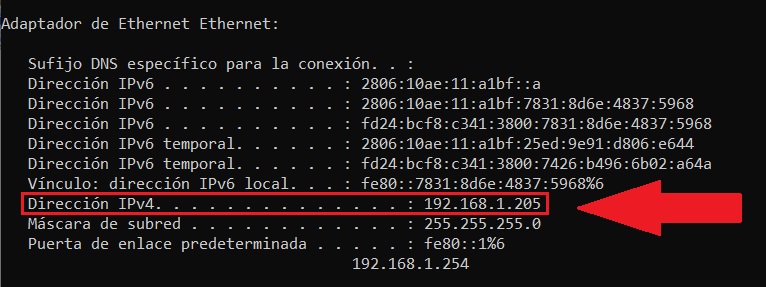 Adaptador de Ethernet Ethernet:
Sufijo DNS específico para la conexión. . :
Dirección IPv6 . . . . . . . . . . : 2806:10ae:11:a1bf::a
Dirección IPv6 . . . . . . . . . . : 2806:10ae:11:a1bf:7831:8d6e:4837:5968
Dirección IPv6 . . . . . . . . . . : fd24:bcf8:c341:3800:7831:8d6e:4837:5968
Dirección IPv6 temporal. . . . . . : 2806:10ae:11:a1bf:25ed:9e91:d806:e644
Dirección IPv6 temporal. . . . . . : fd24:bcf8:c341:3800:7426:b496:6b02:a64a
Vínculo: dirección IPv6 local. . . : fe80::7831:8d6e:4837:5968%6
Dirección IPv4. . . . . . . . . . . . . . : 192.168.1.205
Máscara de subred . . . . . . . . . . . . : 255.255.255.0
Puerta de enlace predeterminada . . . . . : fe80::1%6
192.168.1.254